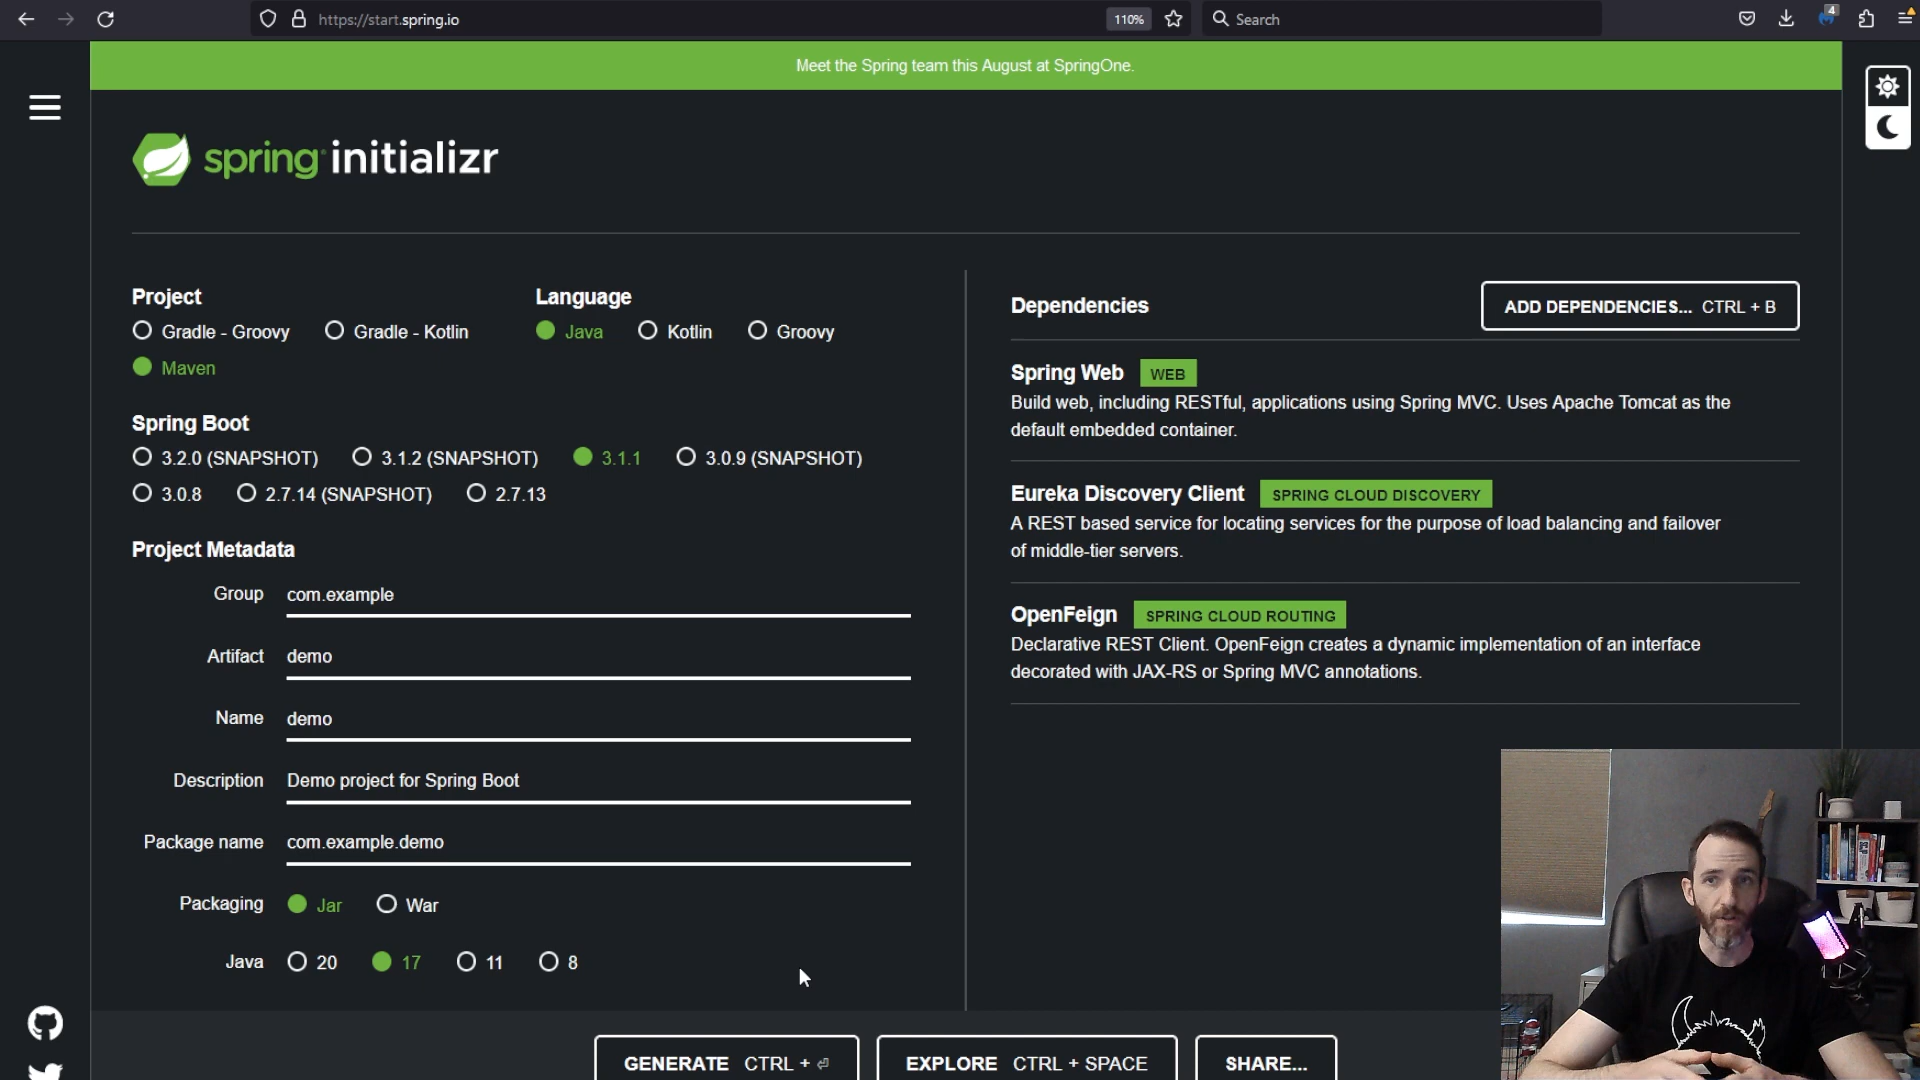 https://start.spring.io
110%
Search
4
Meet the Spring team this August at SpringOne.
spring initializr
Project
Gradle - Groovy
Gradle - Kotlin
Maven
Language
Java
Kotlin
Groovy
Spring Boot
3.2.0 (SNAPSHOT)
3.1.2 (SNAPSHOT)
3.1.1
3.0.9 (SNAPSHOT)
3.0.8
2.7.14 (SNAPSHOT)
2.7.13
Project Metadata
Group com.example
Artifact demo
Name demo
Description Demo project for Spring Boot
Package name com.example.demo
Packaging Jar War
Java 20 17 11 8
Dependencies
ADD DEPENDENCIES... CTRL + B
Spring Web WEB
Build web, including RESTful, applications using Spring MVC. Uses Apache Tomcat as the
default embedded container.
Eureka Discovery Client SPRING CLOUD DISCOVERY
A REST based service for locating services for the purpose of load balancing and failover
of middle-tier servers.
OpenFeign SPRING CLOUD ROUTING
Declarative REST Client. OpenFeign creates a dynamic implementation of an interface
decorated with JAX-RS or Spring MVC annotations.
GENERATE CTRL + ⏎
EXPLORE CTRL + SPACE
SHARE...